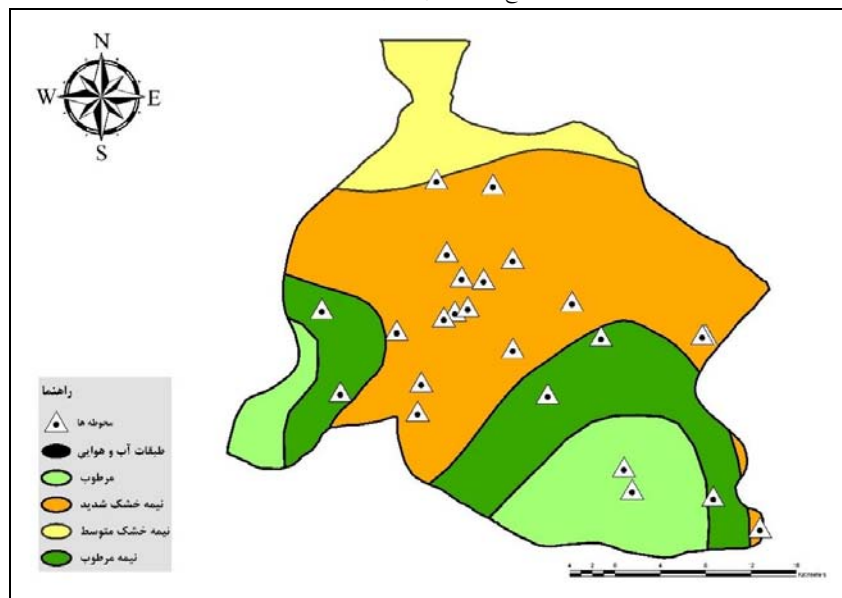 N
W E
S
راهنما
محوطه ها
طبقات آب و هوایی
مرطوب
نیمه خشک شدید
نیمه خشک متوسط
نیمه مرطوب